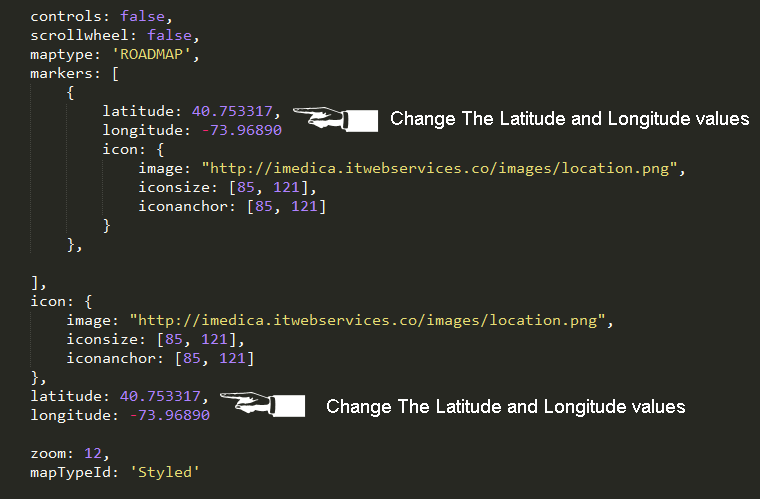 controls: false,
scrollwheel: false,
maptype: 'ROADMAP',
markers: [
{
latitude: 40.753317, Change The Latitude and Longitude values
longitude: -73.96890
icon: {
image: "http://imedica.itwebservices.co/images/location.png",
iconsize: [85, 121],
iconanchor: [85, 121]
}
},
],
icon: {
image: "http://imedica.itwebservices.co/images/location.png",
iconsize: [85, 121],
iconanchor: [85, 121]
},
latitude: 40.753317, Change The Latitude and Longitude values
longitude: -73.96890
zoom: 12,
mapTypeId: 'Styled'